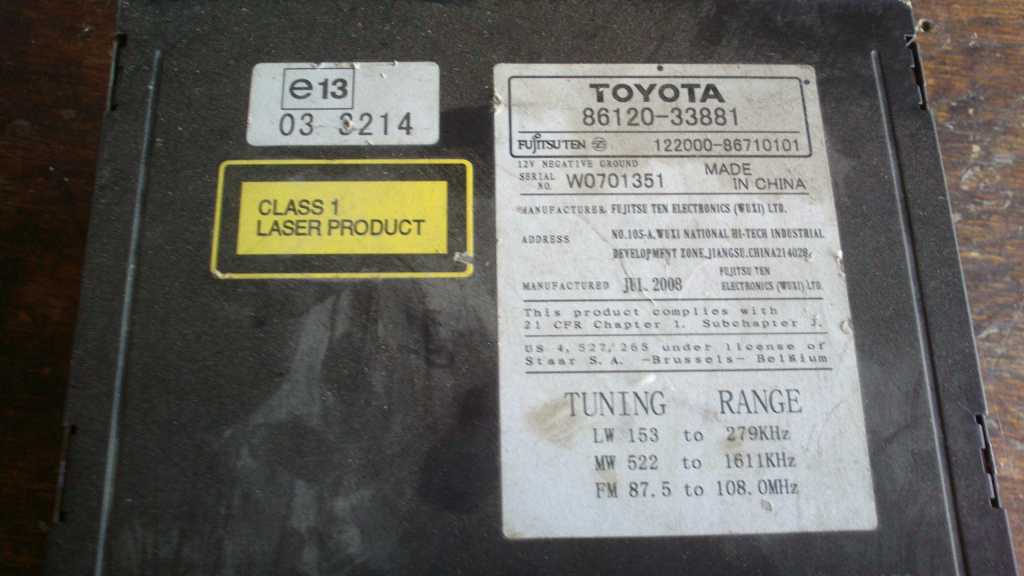 e13
03 3214
CLASS 1
LASER PRODUCT
TOYOTA
86120-33881
FUJITSU TEN 122000-86710101
12V NEGATIVE GROUND
SERIAL NO. W0701351 MADE IN CHINA
MANUFACTURER FUJITSU TEN ELECTRONICS (WUXI) LTD.
ADDRESS NO.105-A,WUXI NATIONAL HI-TECH INDUSTRIAL
DEVELOPMENT ZONE,JIANGSU,CHINA214028.
MANUFACTURED JUL.2008 FUJITSU TEN ELECTRONICS (WUXI) LTD.
This product complies with
21 CFR Chapter 1. Subchapter J.
US 4,527,265 under license of
Staar S.A. -Brussels- Belgium
TUNING RANGE
LW 153 to 279KHz
MW 522 to 1611KHz
FM 87.5 to 108.0MHz